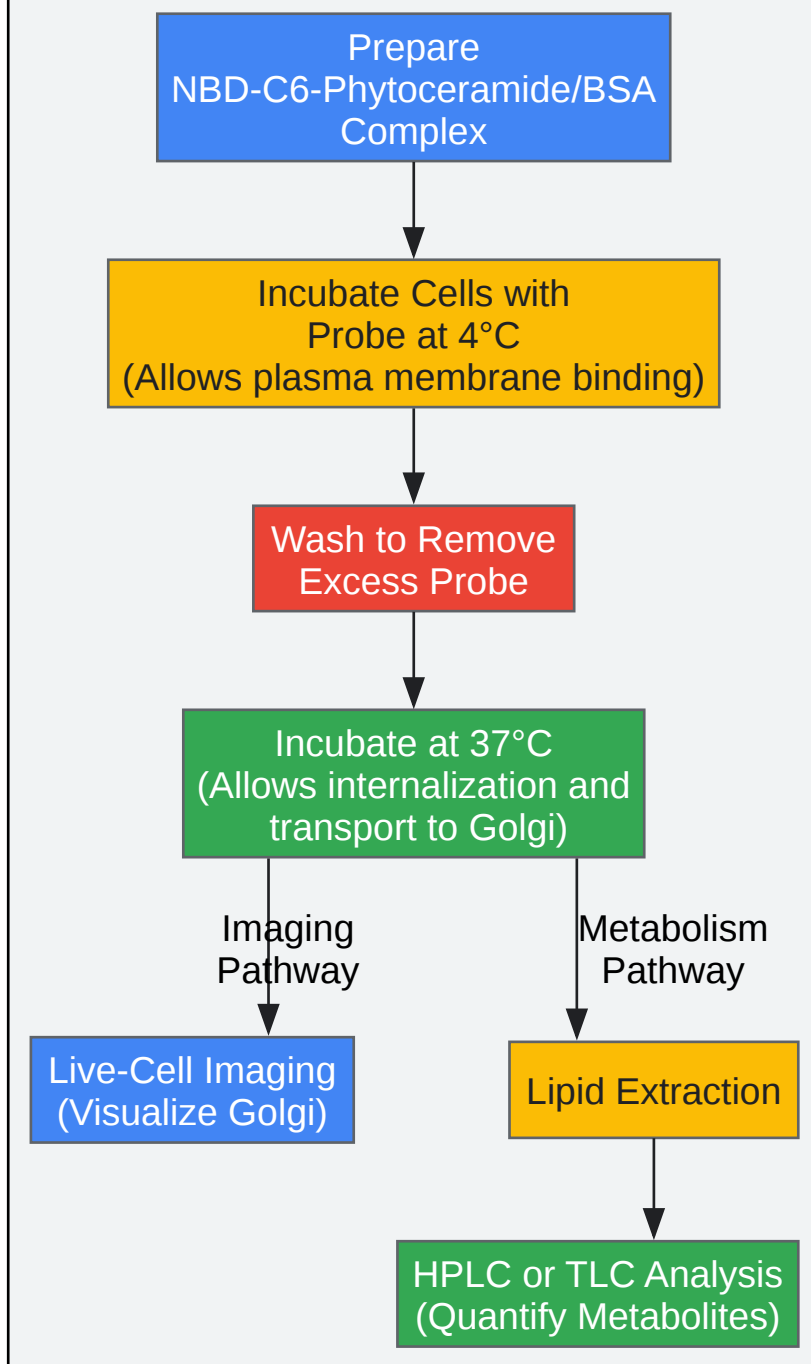 Prepare
NBD-C6-Phytoceramide/BSA
Complex
Incubate Cells with
Probe at 4°C
(Allows plasma membrane binding)
Wash to Remove
Excess Probe
Incubate at 37°C
(Allows internalization and
transport to Golgi)
Imaging
Pathway
Metabolism
Pathway
Live-Cell Imaging
(Visualize Golgi)
Lipid Extraction
HPLC or TLC Analysis
(Quantify Metabolites)